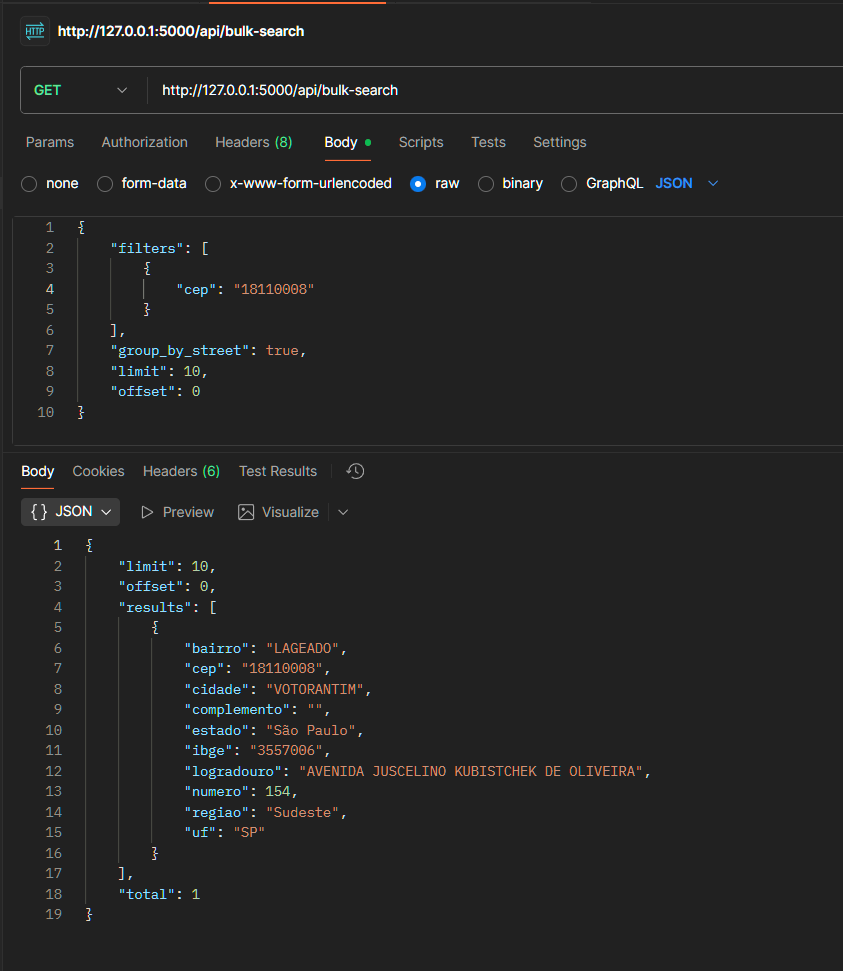 HTTP http://127.0.0.1:5000/api/bulk-search
GET http://127.0.0.1:5000/api/bulk-search
Params Authorization Headers (8) Body Scripts Tests Settings
none form-data x-www-form-urlencoded raw binary GraphQL JSON
1 {
2 "filters": [
3 {
4 "cep": "18110008"
5 }
6 ],
7 "group_by_street": true,
8 "limit": 10,
9 "offset": 0
10 }
Body Cookies Headers (6) Test Results
{} JSON Preview Visualize
1 {
2 "limit": 10,
3 "offset": 0,
4 "results": [
5 {
6 "bairro": "LAGEADO",
7 "cep": "18110008",
8 "cidade": "VOTORANTIM",
9 "complemento": "",
10 "estado": "São Paulo",
11 "ibge": "3557006",
12 "logradouro": "AVENIDA JUSCELINO KUBISTCHEK DE OLIVEIRA",
13 "numero": 154,
14 "regiao": "Sudeste",
15 "uf": "SP"
16 }
17 ],
18 "total": 1
19 }